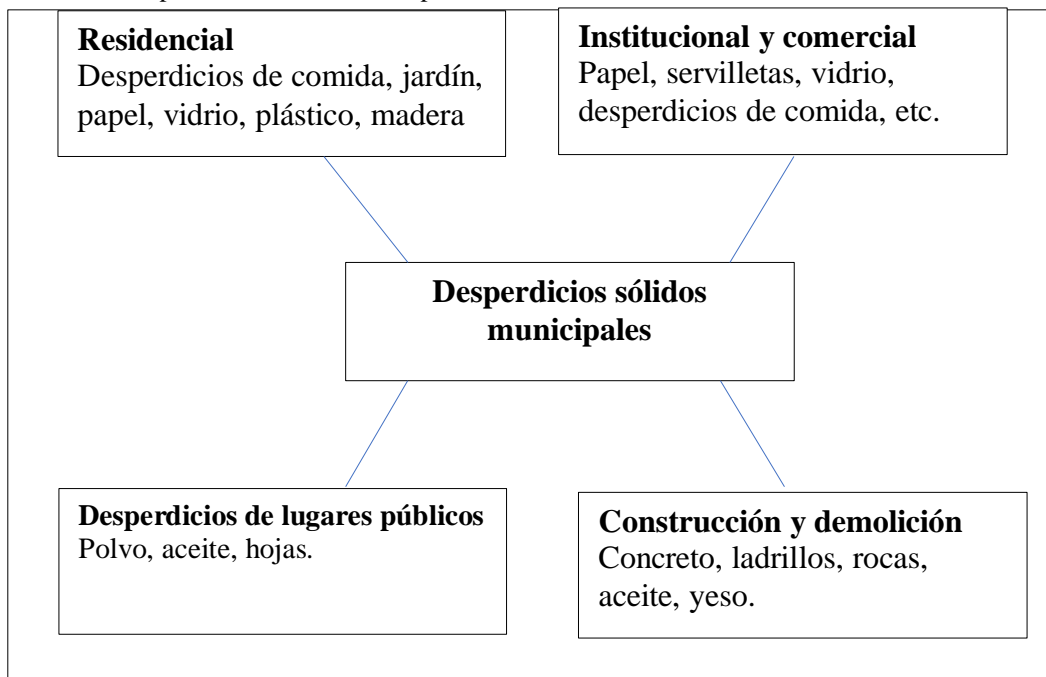 Residencial
Desperdicios de comida, jardín,
papel, vidrio, plástico, madera
Institucional y comercial
Papel, servilletas, vidrio,
desperdicios de comida, etc.
Desperdicios sólidos
municipales
Desperdicios de lugares públicos
Polvo, aceite, hojas.
Construcción y demolición
Concreto, ladrillos, rocas,
aceite, yeso.